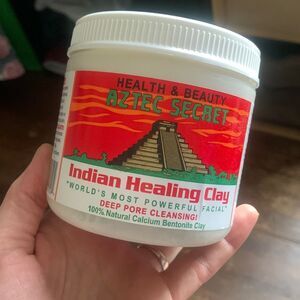 HEALTH & BEAUTY
AZTEC SECRET
Indian Healing Clay
"WORLD'S MOST POWERFUL FACIAL"
DEEP PORE CLEANSING!
100% Natural Calcium Bentonite Clay